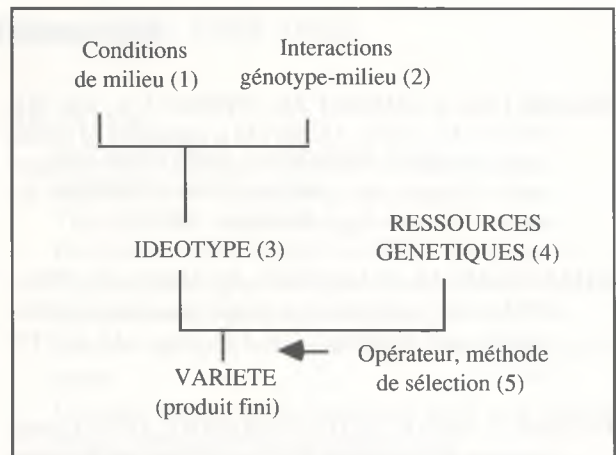 Conditions
de milieu (1)
Interactions
génotype-milieu (2)
IDEOTYPE (3)
RESSOURCES
GENETIQUES (4)
VARIETE
(produit fini)
Opérateur, méthode
de sélection (5)